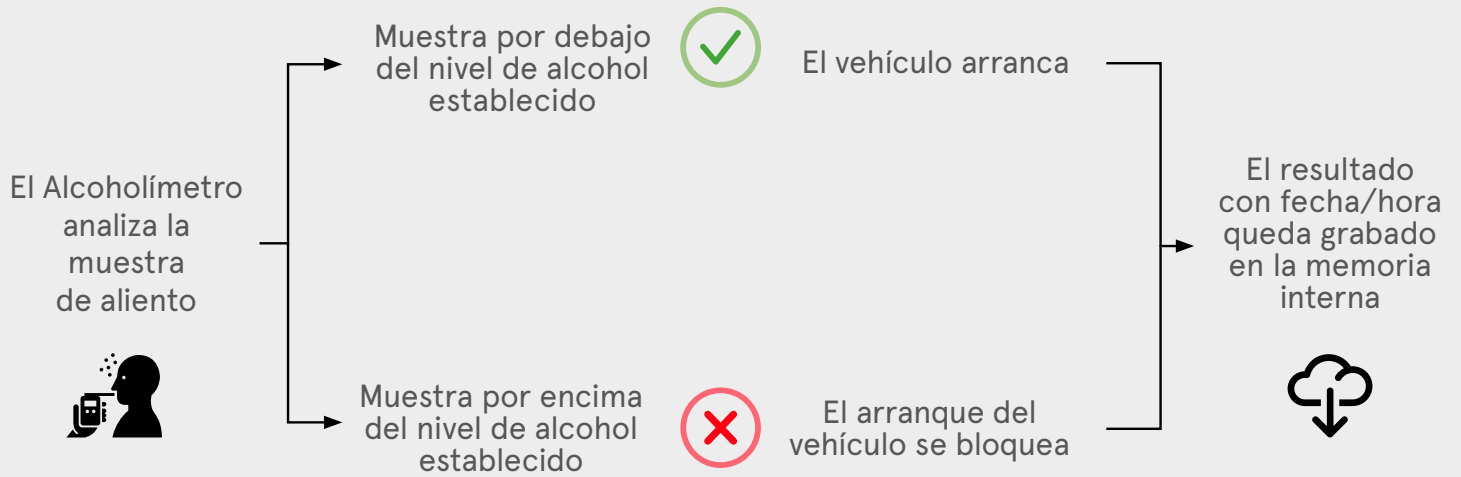 El Alcoholímetro
analiza la
muestra
de aliento
Muestra por debajo
del nivel de alcohol
establecido
El vehículo arranca
Muestra por encima
del nivel de alcohol
establecido
El arranque del
vehículo se bloquea
El resultado
con fecha/hora
queda grabado
en la memoria
interna